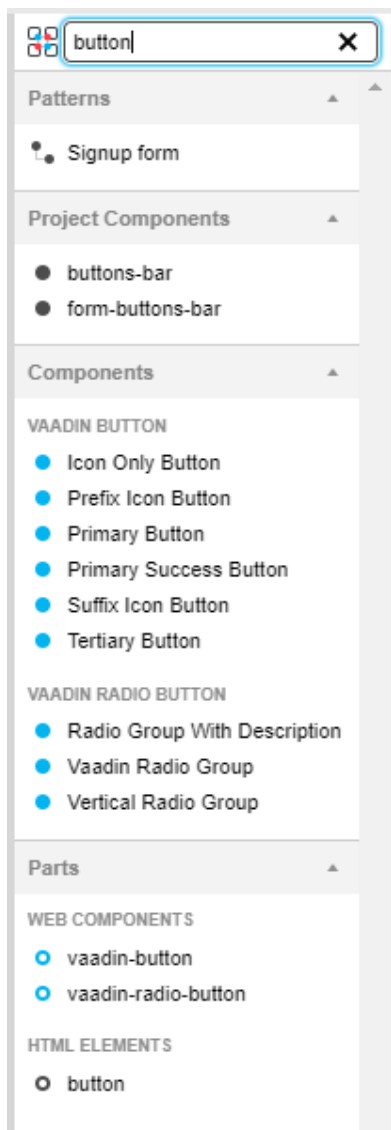 button
Patterns
Signup form
Project Components
buttons-bar
form-buttons-bar
Components
VAADIN BUTTON
Icon Only Button
Prefix Icon Button
Primary Button
Primary Success Button
Suffix Icon Button
Tertiary Button
VAADIN RADIO BUTTON
Radio Group With Description
Vaadin Radio Group
Vertical Radio Group
Parts
WEB COMPONENTS
vaadin-button
vaadin-radio-button
HTML ELEMENTS
button